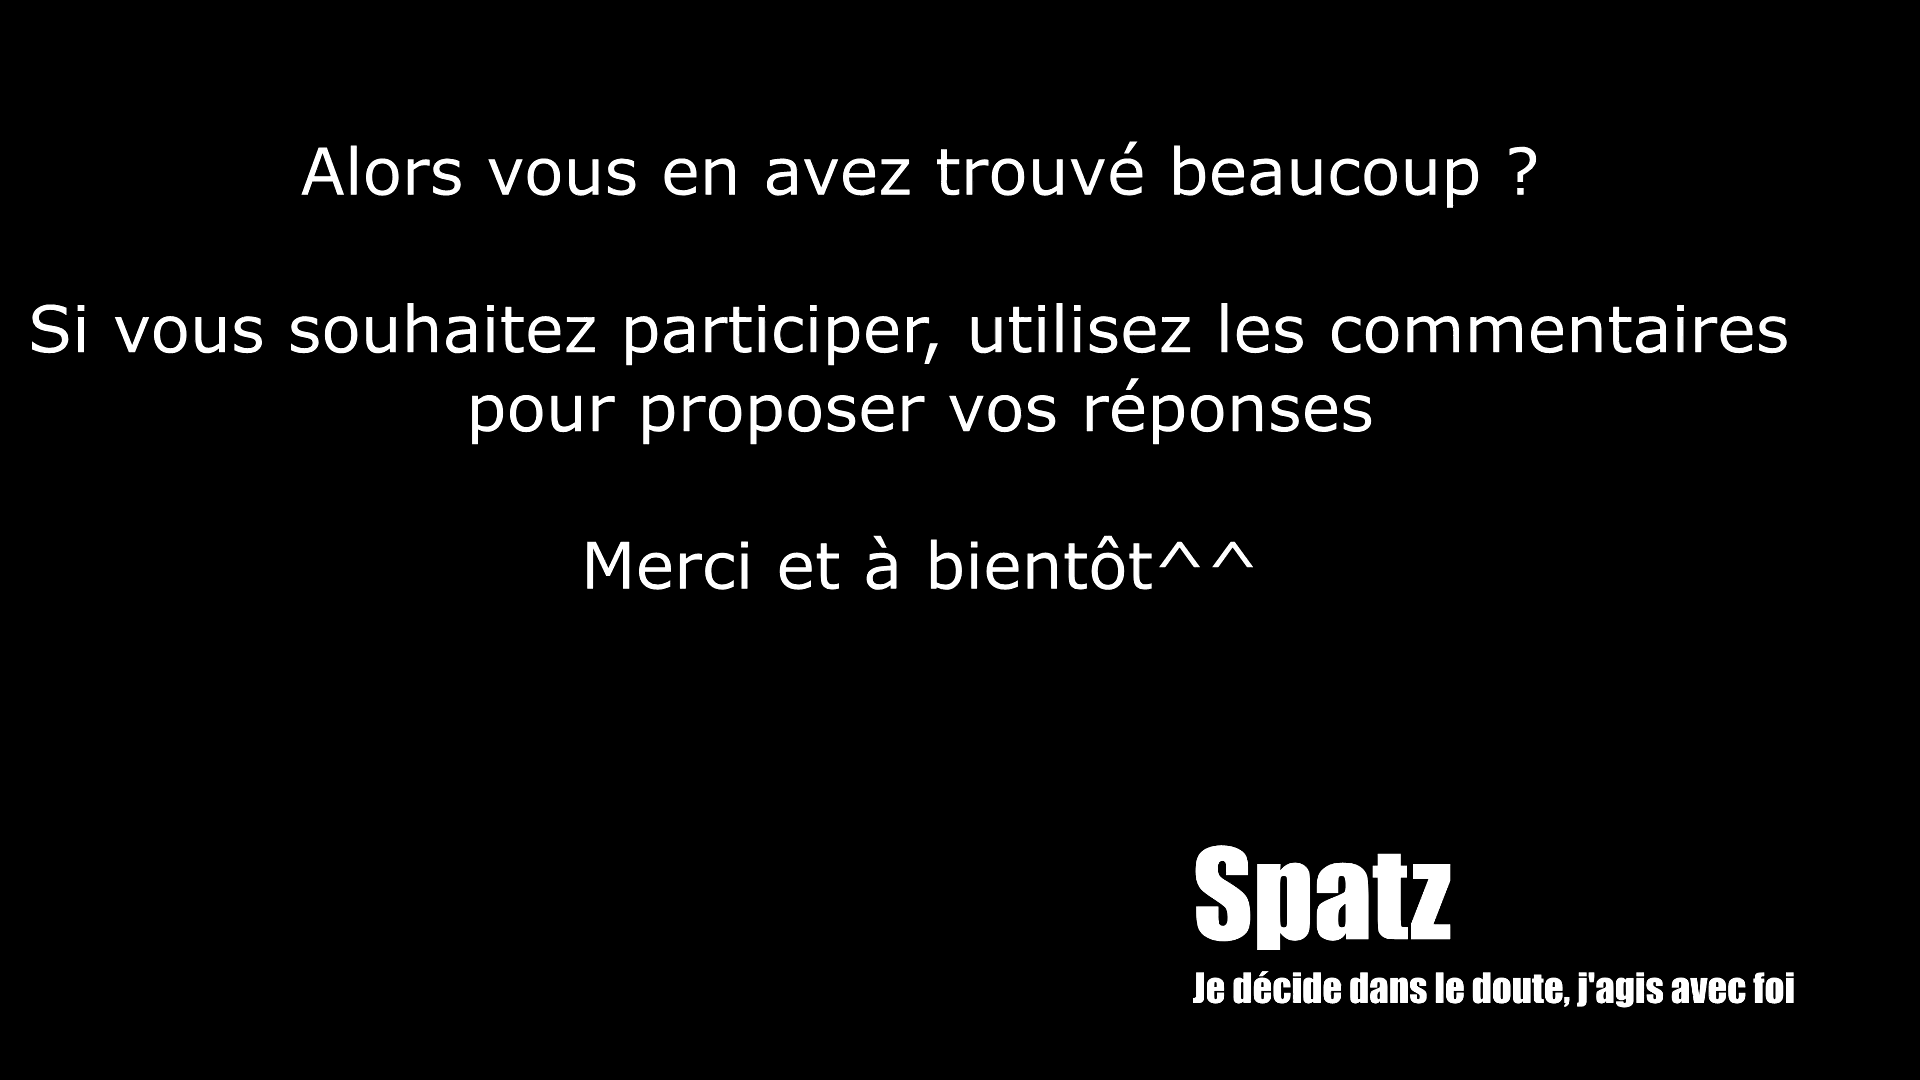 Alors vous en avez trouvé beaucoup ?
Si vous souhaitez participer, utilisez les commentaires
pour proposer vos réponses
Merci et à bientôt^^
Spatz
Je décide dans le doute, j'agis avec foi